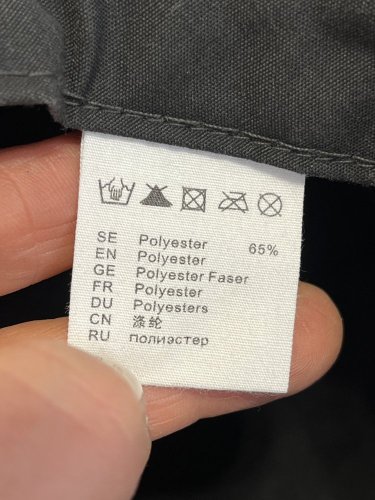 SE Polyester 65%
EN Polyester
GE Polyester Faser
FR Polyester
DU Polyesters
CN 涤纶
RU полиэстер